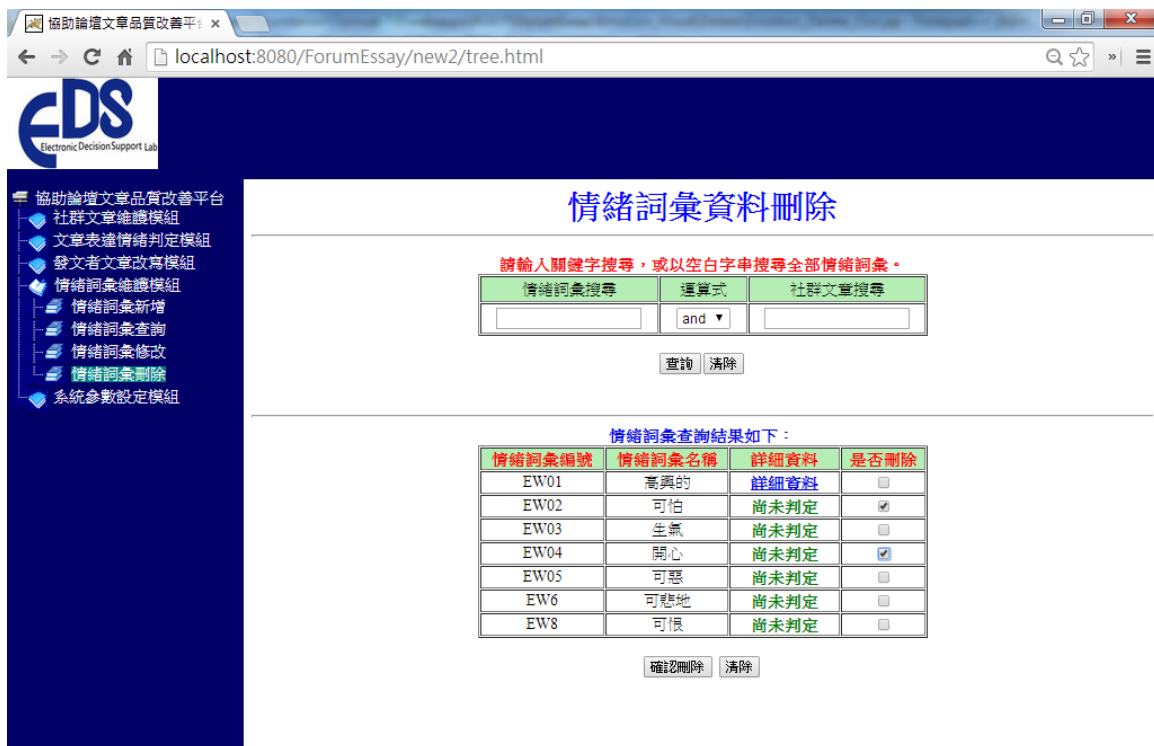 協助論壇文章品質改善平
localhost:8080/ForumEssay/new2/tree.html
EDS
Electronic Decision Support Lab
協助論壇文章品質改善平台
社群文章維護模組
文章表達情緒判定模組
發文者文章改寫模組
情緒詞彙維護模組
情緒詞彙新增
情緒詞彙查詢
情緒詞彙修改
情緒詞彙刪除
系統參數設定模組
情緒詞彙資料刪除
請輸入關鍵字搜尋，或以空白字串搜尋全部情緒詞彙。
情緒詞彙搜尋 運算式 社群文章搜尋
and
查詢 清除
情緒詞彙查詢結果如下：
情緒詞彙編號 情緒詞彙名稱 詳細資料 是否刪除
EW01 高興的 詳細資料
EW02 可怕 尚未判定
EW03 生氣 尚未判定
EW04 開心 尚未判定
EW05 可惡 尚未判定
EW6 可悲地 尚未判定
EW8 可恨 尚未判定
確認刪除 清除